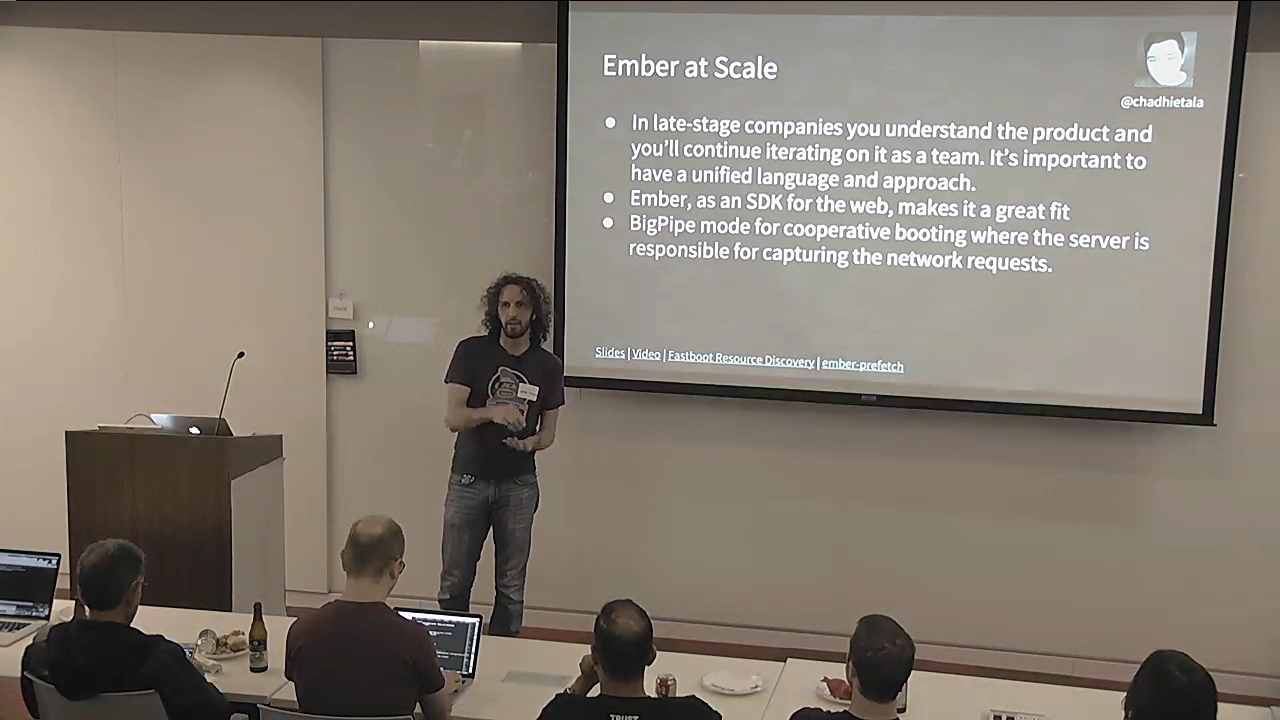 Ember at Scale
@chadhietala
● In late-stage companies you understand the product and
you'll continue iterating on it as a team. It's important to
have a unified language and approach.
● Ember, as an SDK for the web, makes it a great fit
● BigPipe mode for cooperative booting where the server is
responsible for capturing the network requests.
Slides | Video | Fastboot Resource Discovery | ember-prefetch
TRUST